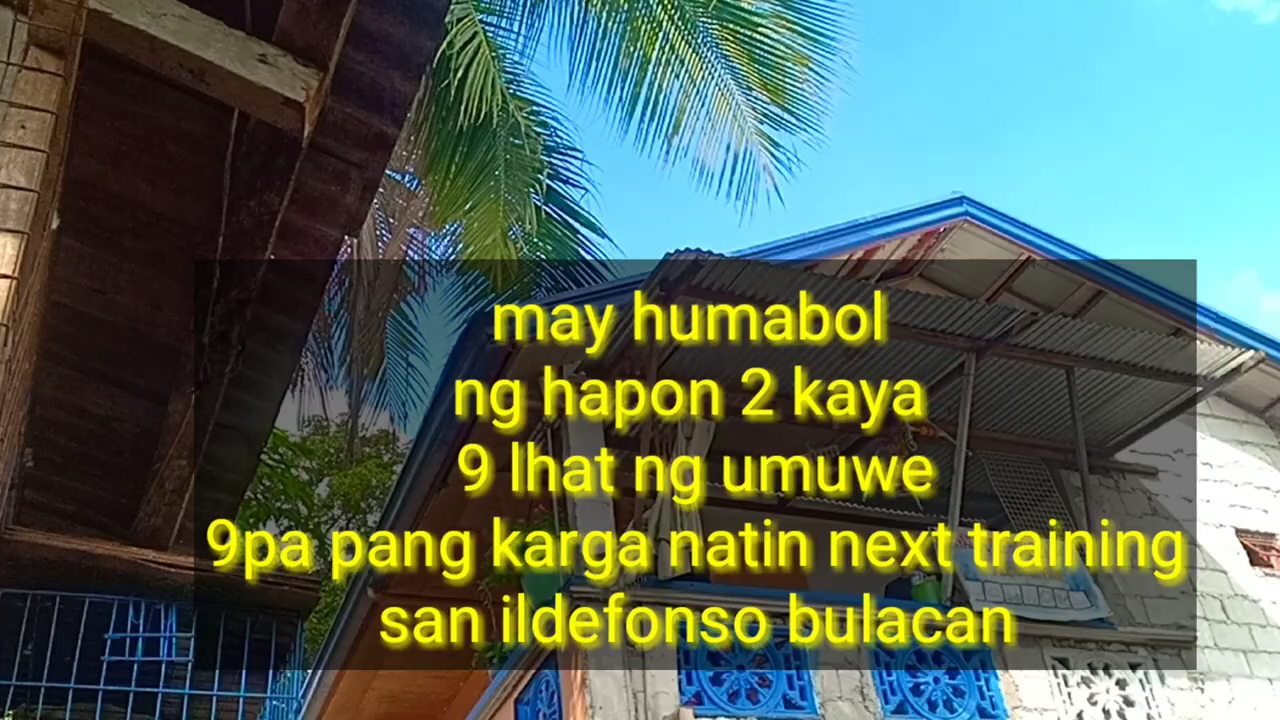 may humabol
ng hapon 2 kaya
9 lhat ng umuwe
9pa pang karga natin next training
san ildefonso bulacan